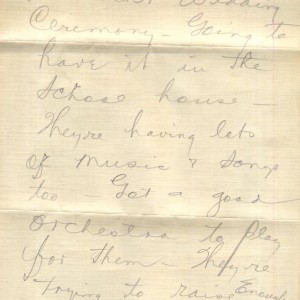 Wedding
Ceremony - Going to
have it in the
School house -
They're having lots
of Music & Songs
too - Got a good
Orchestra to play
for them - They're
trying to raise Enough